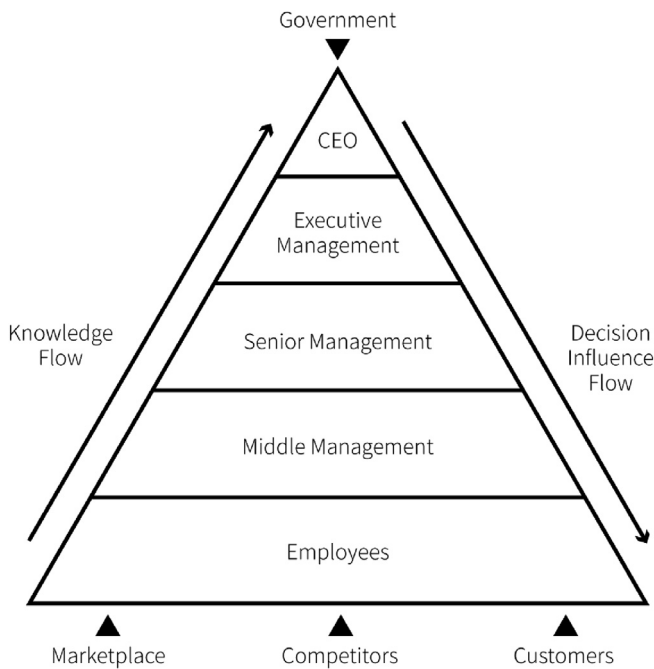 Government
CEO
Executive
Management
Knowledge
Flow
Senior Management
Decision
Influence
Flow
Middle Management
Employees
Marketplace
Competitors
Customers